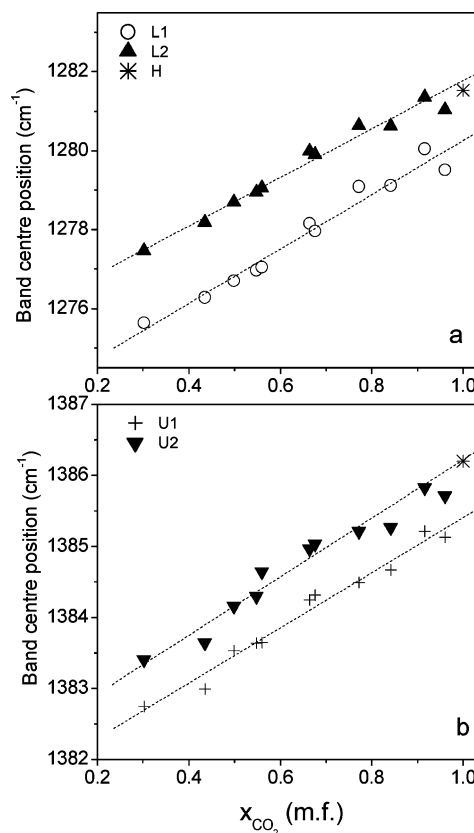 L1
L2
H
1282
1280
1278
1276
Band centre position (cm⁻¹)
a
0.2 0.4 0.6 0.8 1.0
1387
1386
1385
1384
1383
1382
Band centre position (cm⁻¹)
U1
U2
b
0.2 0.4 0.6 0.8 1.0
x_CO₂ (m.f.)